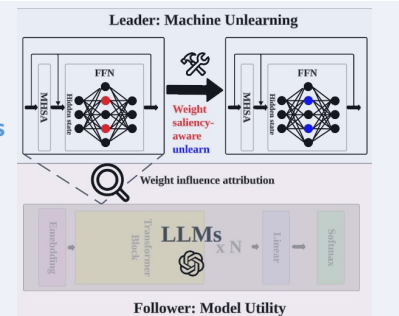 Leader: Machine Unlearning
MHSA
Hidden state
FFN
Weight
saliency-
aware
unlearn
MHSA
Hidden state
FFN
s
Weight influence attribution
Emebdding
Transformer
Block
LLMs
x N
Linear
Softmax
Follower: Model Utility